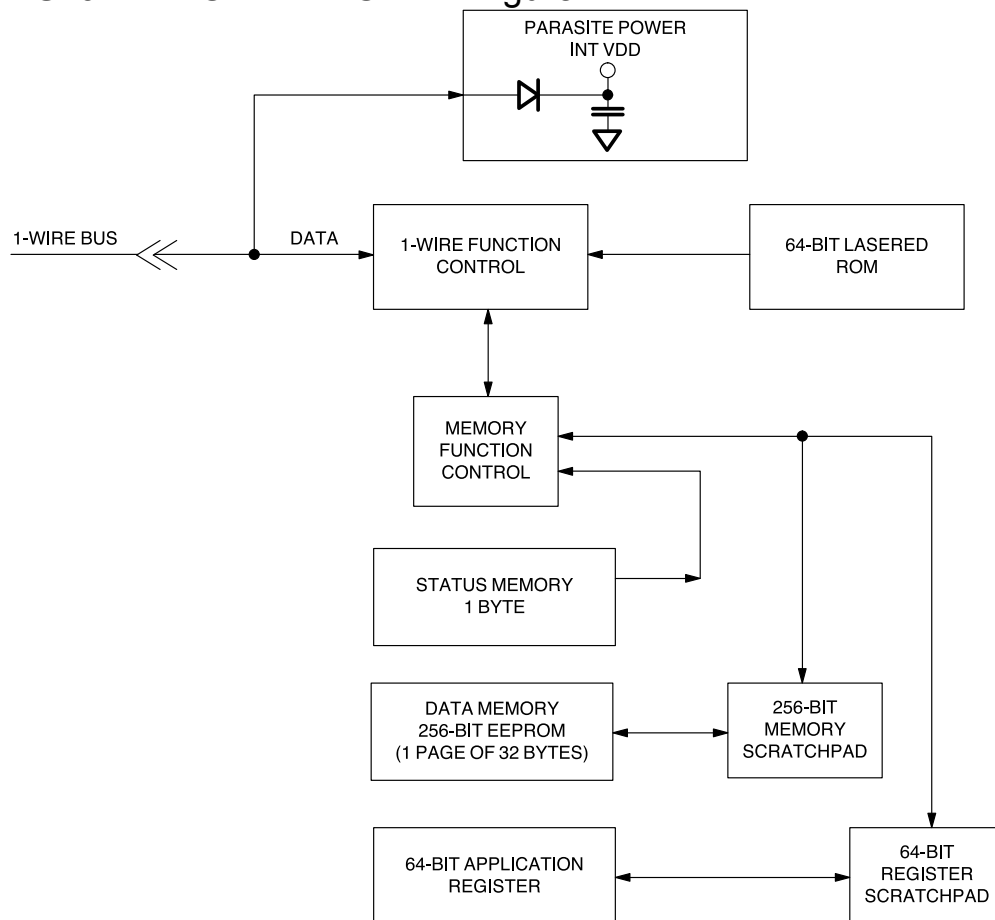 PARASITE POWER
INT VDD
1-WIRE BUS
DATA
1-WIRE FUNCTION
CONTROL
64-BIT LASERED
ROM
MEMORY
FUNCTION
CONTROL
STATUS MEMORY
1 BYTE
DATA MEMORY
256-BIT EEPROM
(1 PAGE OF 32 BYTES)
256-BIT
MEMORY
SCRATCHPAD
64-BIT APPLICATION
REGISTER
64-BIT
REGISTER
SCRATCHPAD